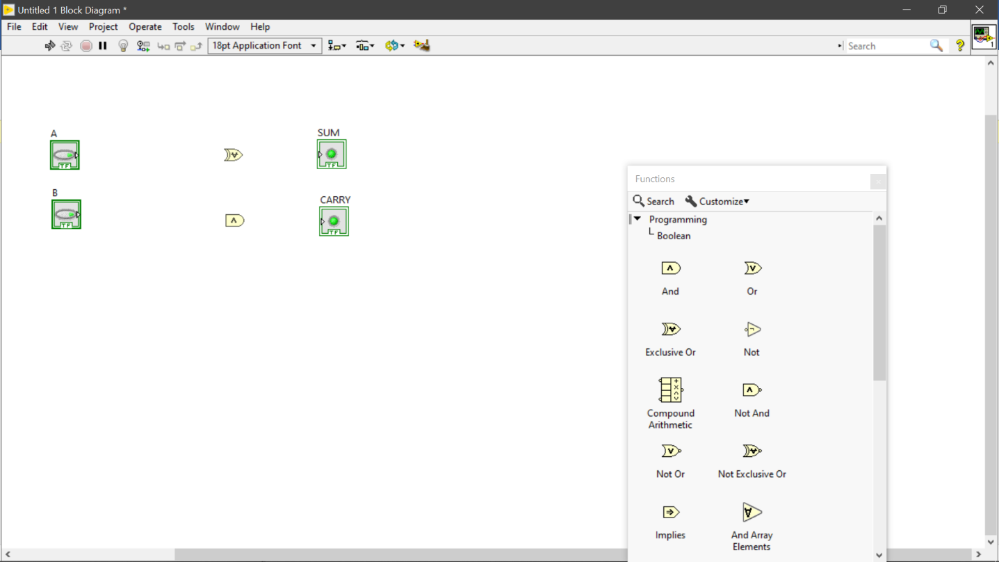 Untitled 1 Block Diagram *
File Edit View Project Operate Tools Window Help
18pt Application Font
Search
?
1
A
TF
B
TF
SUM
TF
CARRY
TF
Functions
Search Customize
Programming
Boolean
And Or
Exclusive Or Not
Compound Arithmetic Not And
Not Or Not Exclusive Or
Implies And Array
Elements